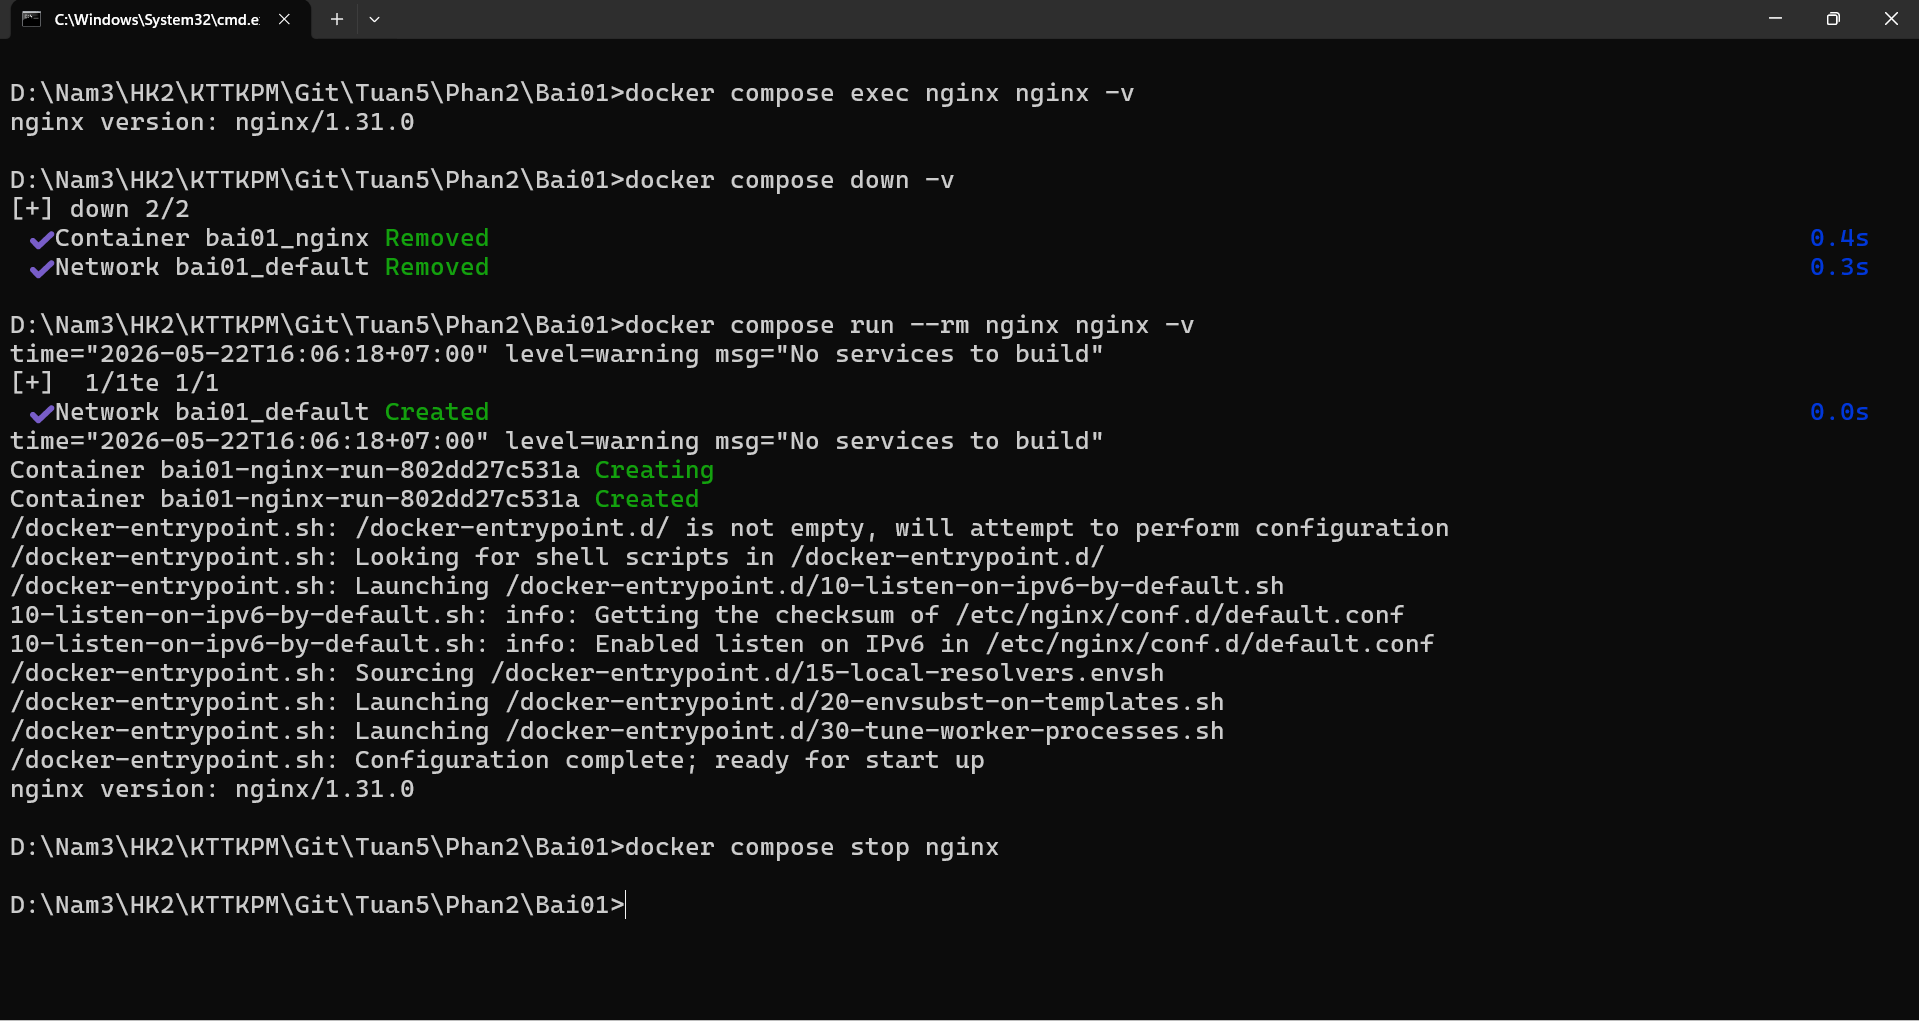 C:\Windows\System32\cmd.e
D:\Nam3\HK2\KTTKPM\Git\Tuan5\Phan2\Bai01>docker compose exec nginx nginx -v
nginx version: nginx/1.31.0
D:\Nam3\HK2\KTTKPM\Git\Tuan5\Phan2\Bai01>docker compose down -v
[+] down 2/2
Container bai01_nginx Removed 0.4s
Network bai01_default Removed 0.3s
D:\Nam3\HK2\KTTKPM\Git\Tuan5\Phan2\Bai01>docker compose run --rm nginx nginx -v
time="2026-05-22T16:06:18+07:00" level=warning msg="No services to build"
[+]  1/1te 1/1
Network bai01_default Created 0.0s
time="2026-05-22T16:06:18+07:00" level=warning msg="No services to build"
Container bai01-nginx-run-802dd27c531a Creating
Container bai01-nginx-run-802dd27c531a Created
/docker-entrypoint.sh: /docker-entrypoint.d/ is not empty, will attempt to perform configuration
/docker-entrypoint.sh: Looking for shell scripts in /docker-entrypoint.d/
/docker-entrypoint.sh: Launching /docker-entrypoint.d/10-listen-on-ipv6-by-default.sh
10-listen-on-ipv6-by-default.sh: info: Getting the checksum of /etc/nginx/conf.d/default.conf
10-listen-on-ipv6-by-default.sh: info: Enabled listen on IPv6 in /etc/nginx/conf.d/default.conf
/docker-entrypoint.sh: Sourcing /docker-entrypoint.d/15-local-resolvers.envsh
/docker-entrypoint.sh: Launching /docker-entrypoint.d/20-envsubst-on-templates.sh
/docker-entrypoint.sh: Launching /docker-entrypoint.d/30-tune-worker-processes.sh
/docker-entrypoint.sh: Configuration complete; ready for start up
nginx version: nginx/1.31.0
D:\Nam3\HK2\KTTKPM\Git\Tuan5\Phan2\Bai01>docker compose stop nginx
D:\Nam3\HK2\KTTKPM\Git\Tuan5\Phan2\Bai01>